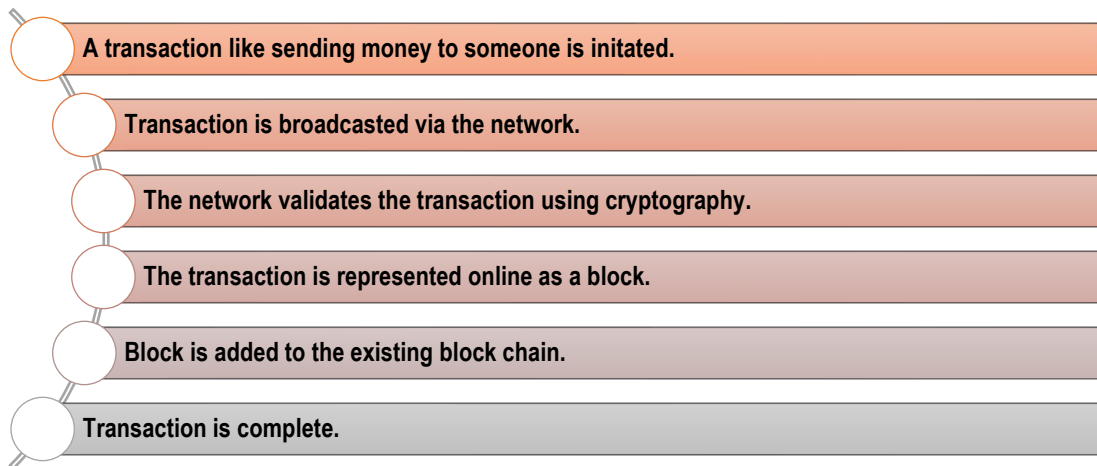 A transaction like sending money to someone is initated.
Transaction is broadcasted via the network.
The network validates the transaction using cryptography.
The transaction is represented online as a block.
Block is added to the existing block chain.
Transaction is complete.